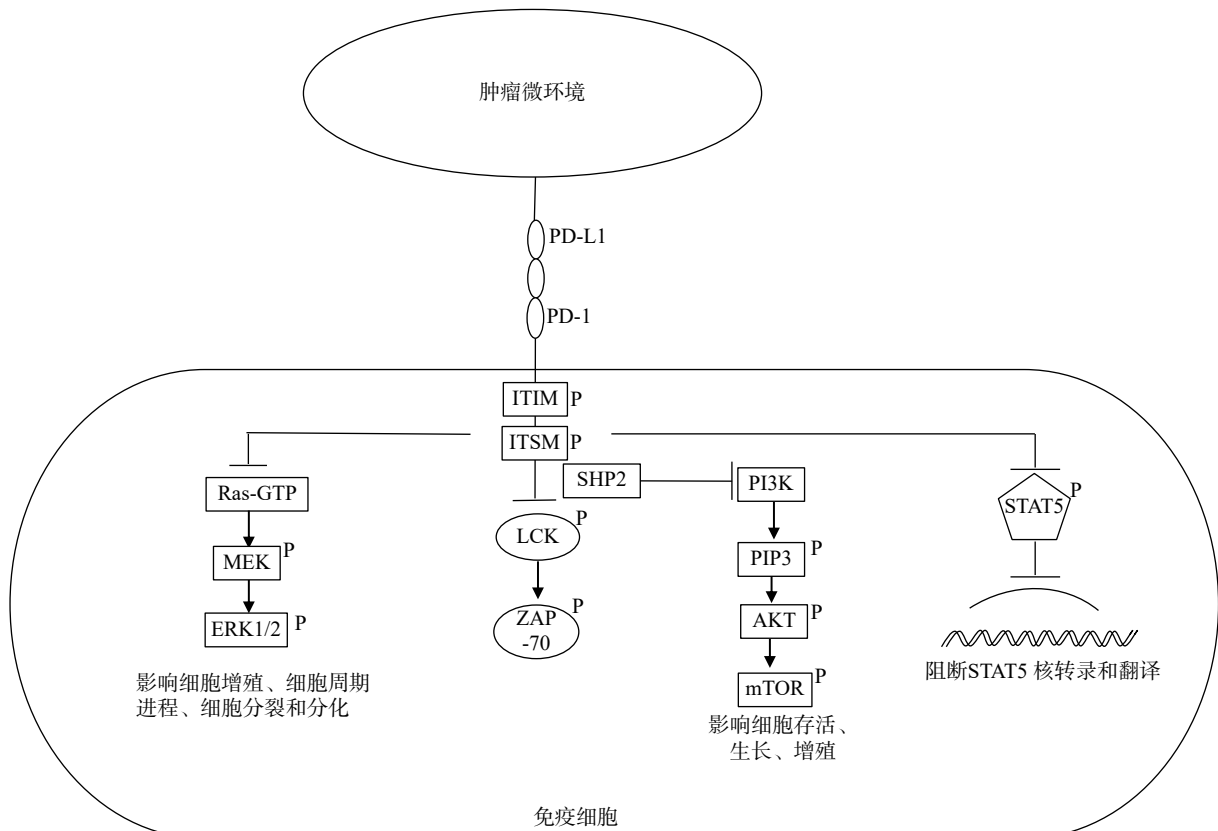 肿瘤微环境
PD-L1
PD-1
ITIM
P
ITSM
P
SHP2
PI3K
Ras-GTP
STAT5
P
LCK
P
MEK
P
PIP3
P
ERK1/2
P
ZAP
-70
P
AKT
P
mTOR
P
影响细胞增殖、细胞周期
进程、细胞分裂和分化
影响细胞存活、
生长、增殖
阻断STAT5 核转录和翻译
免疫细胞